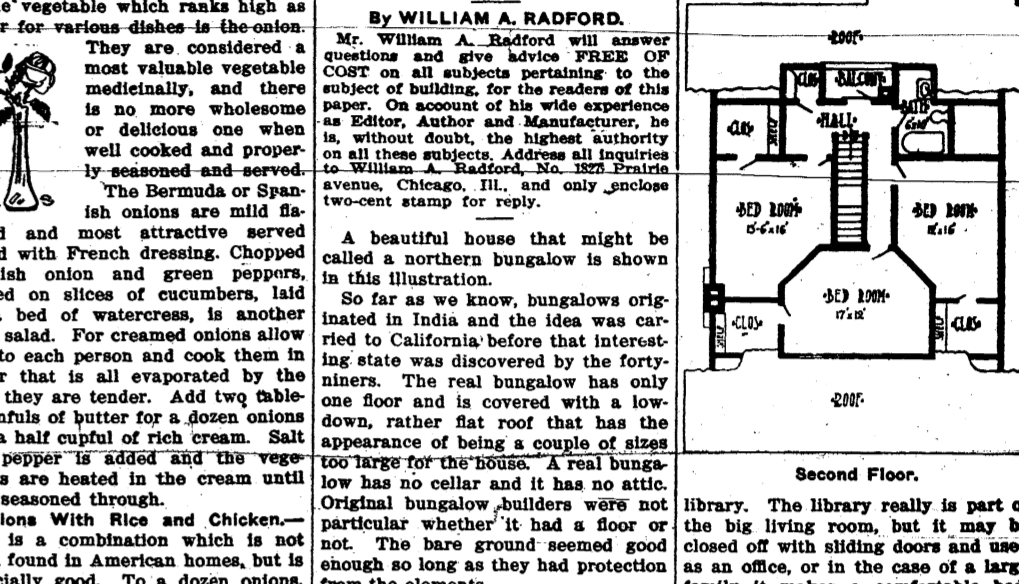 vegetable which ranks high as
for various dishes is the onion.
They are considered a
most valuable vegetable
medicinally, and there
is no more wholesome
or delicious one when
well cooked and proper-
ly seasoned and served.
The Bermuda or Span-
ish onions are mild fla-
and most attractive served
with French dressing. Chopped
ish onion and green peppers,
ed on slices of cucumbers, laid
bed of watercress, is another
salad. For creamed onions allow
to each person and cook them in
r that is all evaporated by the
they are tender. Add two table-
nfuls of butter for a dozen onions
a half cupful of rich cream. Salt
pepper is added and the vege-
s are heated in the cream until
seasoned through.
ions With Rice and Chicken.—
is a combination which is not
found in American homes, but is
cially good. To a dozen onions,
By WILLIAM A. RADFORD.
Mr. William A. Radford will answer
questions and give advice FREE OF
COST on all subjects pertaining to the
subject of building, for the readers of this
paper. On account of his wide experience
as Editor, Author and Manufacturer, he
is, without doubt, the highest authority
on all these subjects. Address all inquiries
to William A. Radford, No. 1827 Prairie
avenue, Chicago, Ill., and only enclose
two-cent stamp for reply.
A beautiful house that might be
called a northern bungalow is shown
in this illustration.
So far as we know, bungalows orig-
inated in India and the idea was car-
ried to California before that interest-
ing state was discovered by the forty-
niners. The real bungalow has only
one floor and is covered with a low-
down, rather flat roof that has the
appearance of being a couple of sizes
too large for the house. A real bunga-
low has no cellar and it has no attic.
Original bungalow builders were not
particular whether it had a floor or
not. The bare ground seemed good
enough so long as they had protection
from the elements.
ROOF
CLOS
BALCONY
BATH
HALL
CLOS
BED ROOM
13'-6"x16'
BED ROOM
BED ROOM
17'x12'
CLOS
CLOS
ROOF
Second Floor.
library. The library really is part o
the big living room, but it may b
closed off with sliding doors and use
as an office, or in the case of a larg